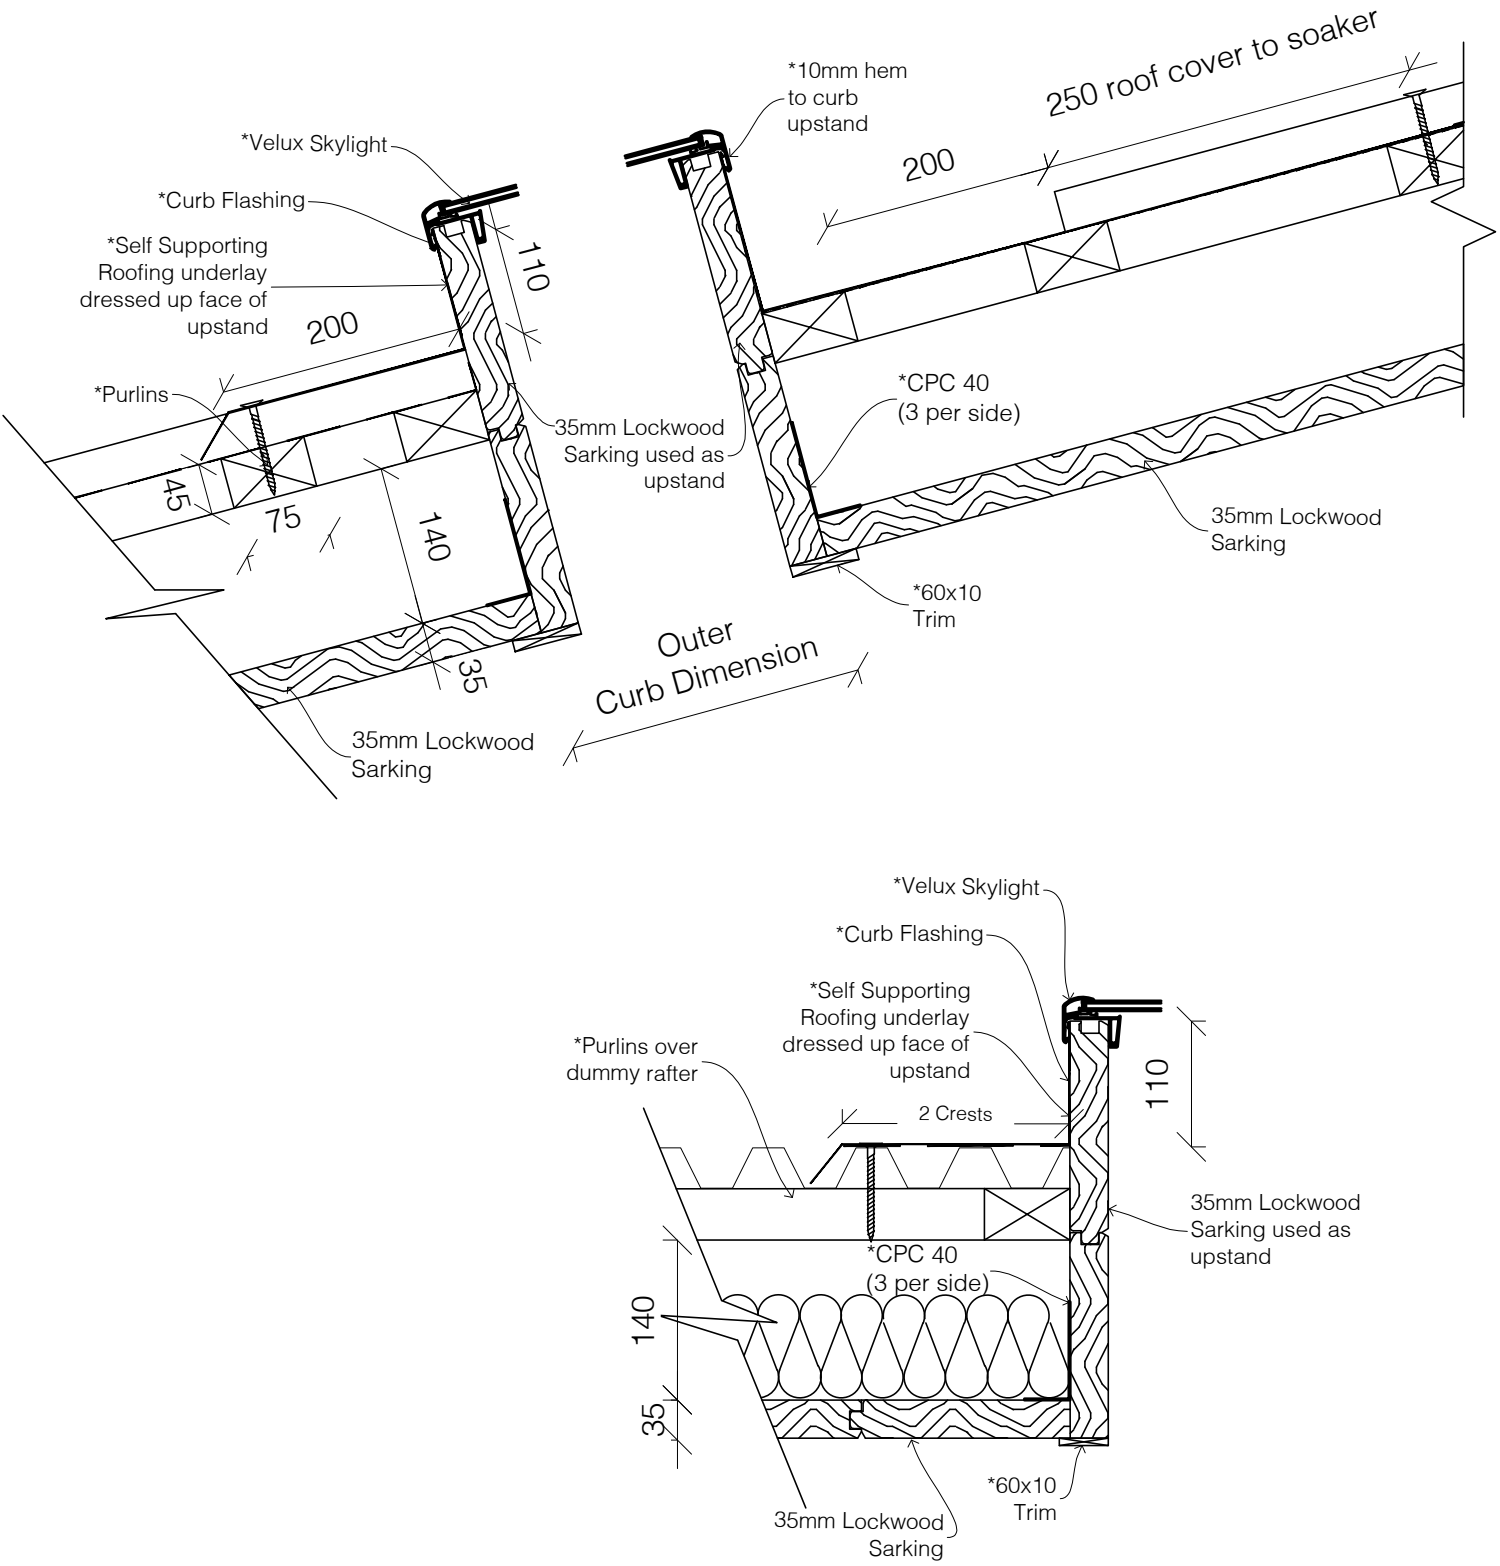 250 roof cover to soaker
*10mm hem
to curb
upstand
200
*Velux Skylight
*Curb Flashing
*Self Supporting
Roofing underlay
dressed up face of
upstand
110
200
*Purlins
*CPC 40
(3 per side)
35mm Lockwood
Sarking used as
upstand
45
75
140
35mm Lockwood
Sarking
*60x10
Trim
35
Outer
Curb Dimension
35mm Lockwood
Sarking
*Velux Skylight
*Curb Flashing
*Self Supporting
Roofing underlay
dressed up face of
upstand
*Purlins over
dummy rafter
110
2 Crests
35mm Lockwood
Sarking used as
upstand
*CPC 40
(3 per side)
140
35
*60x10
Trim
35mm Lockwood
Sarking